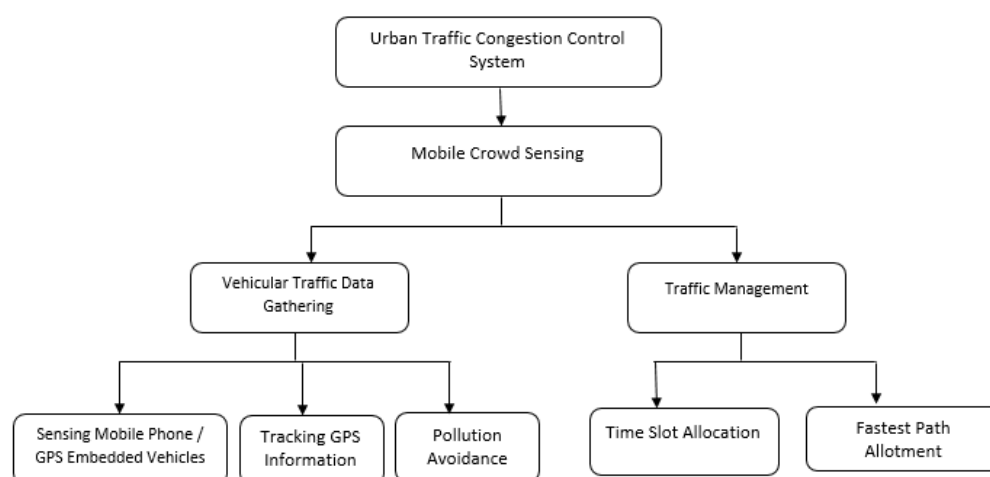 Urban Traffic Congestion Control
System
Mobile Crowd Sensing
Vehicular Traffic Data
Gathering
Traffic Management
Sensing Mobile Phone /
GPS Embedded Vehicles
Tracking GPS
Information
Pollution
Avoidance
Time Slot Allocation
Fastest Path
Allotment